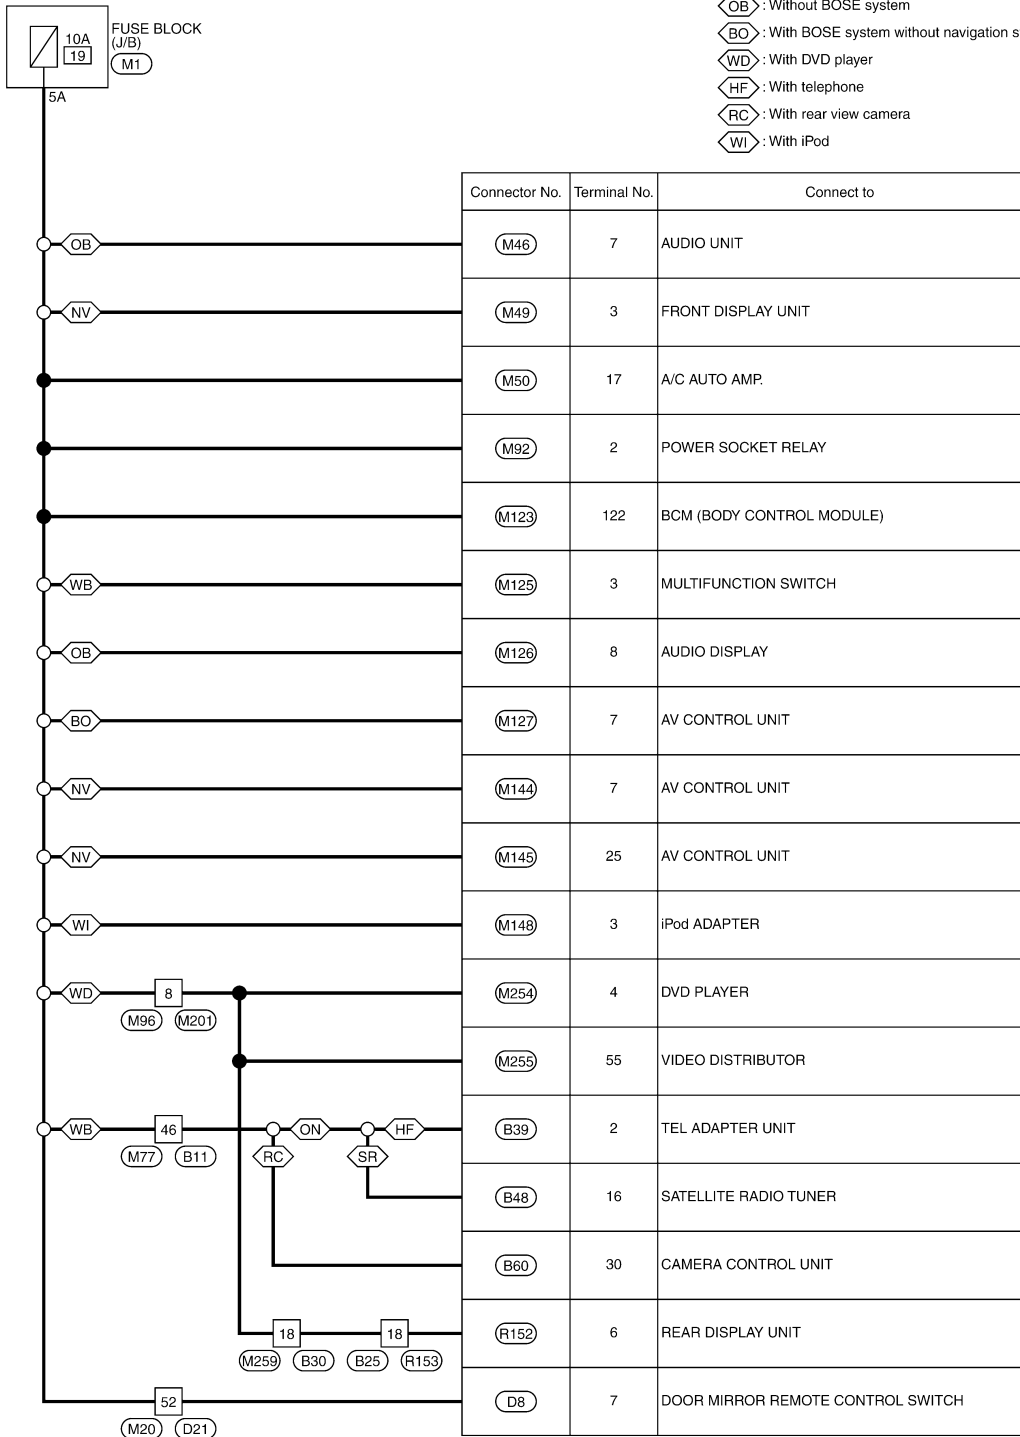 OB : Without BOSE system
FUSE BLOCK
(J/B)
10A
19
M1
BO : With BOSE system without navigation s
WD : With DVD player
HF : With telephone
5A
RC : With rear view camera
WI : With iPod
Connector No. Terminal No. Connect to
OB M46 7 AUDIO UNIT
NV M49 3 FRONT DISPLAY UNIT
M50 17 A/C AUTO AMP.
M92 2 POWER SOCKET RELAY
M123 122 BCM (BODY CONTROL MODULE)
WB M125 3 MULTIFUNCTION SWITCH
OB M126 8 AUDIO DISPLAY
BO M127 7 AV CONTROL UNIT
NV M144 7 AV CONTROL UNIT
NV M145 25 AV CONTROL UNIT
WI M148 3 iPod ADAPTER
WD 8 M254 4 DVD PLAYER
M96 M201
M255 55 VIDEO DISTRIBUTOR
WB 46 ON HF B39 2 TEL ADAPTER UNIT
M77 B11 RC SR
B48 16 SATELLITE RADIO TUNER
B60 30 CAMERA CONTROL UNIT
18 18 R152 6 REAR DISPLAY UNIT
M259 B30 B25 R153
52 D8 7 DOOR MIRROR REMOTE CONTROL SWITCH
M20 D21